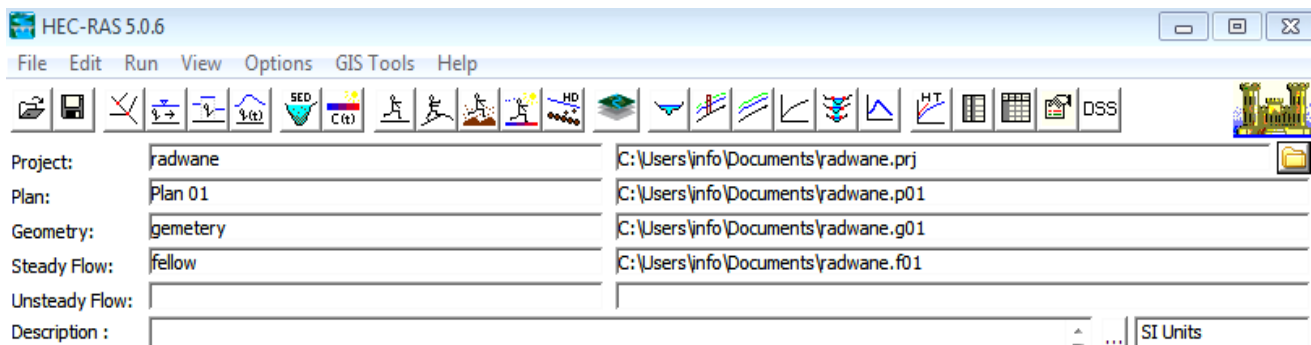 HEC-RAS 5.0.6
File Edit Run View Options GIS Tools Help
SED C(t) HD HT DSS
Project: radwane C:\Users\info\Documents\radwane.prj
Plan: Plan 01 C:\Users\info\Documents\radwane.p01
Geometry: gemetery C:\Users\info\Documents\radwane.g01
Steady Flow: fellow C:\Users\info\Documents\radwane.f01
Unsteady Flow:
Description : ... SI Units